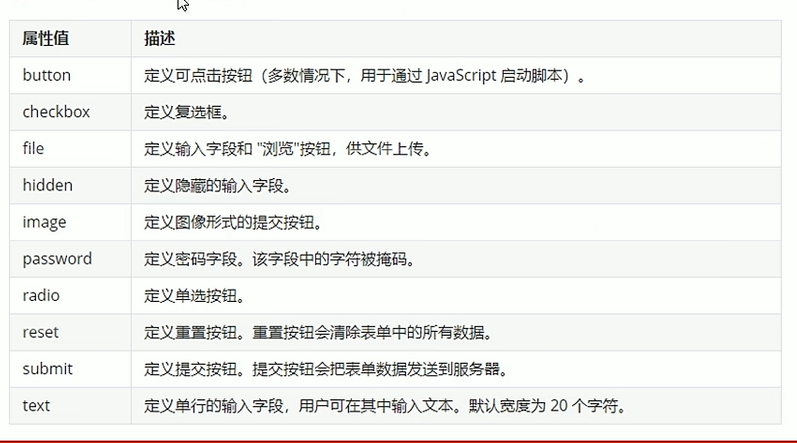 属性值 描述
button 定义可点击按钮（多数情况下，用于通过 JavaScript 启动脚本）。
checkbox 定义复选框。
file 定义输入字段和 "浏览"按钮，供文件上传。
hidden 定义隐藏的输入字段。
image 定义图像形式的提交按钮。
password 定义密码字段。该字段中的字符被掩码。
radio 定义单选按钮。
reset 定义重置按钮。重置按钮会清除表单中的所有数据。
submit 定义提交按钮。提交按钮会把表单数据发送到服务器。
text 定义单行的输入字段，用户可在其中输入文本。默认宽度为 20 个字符。